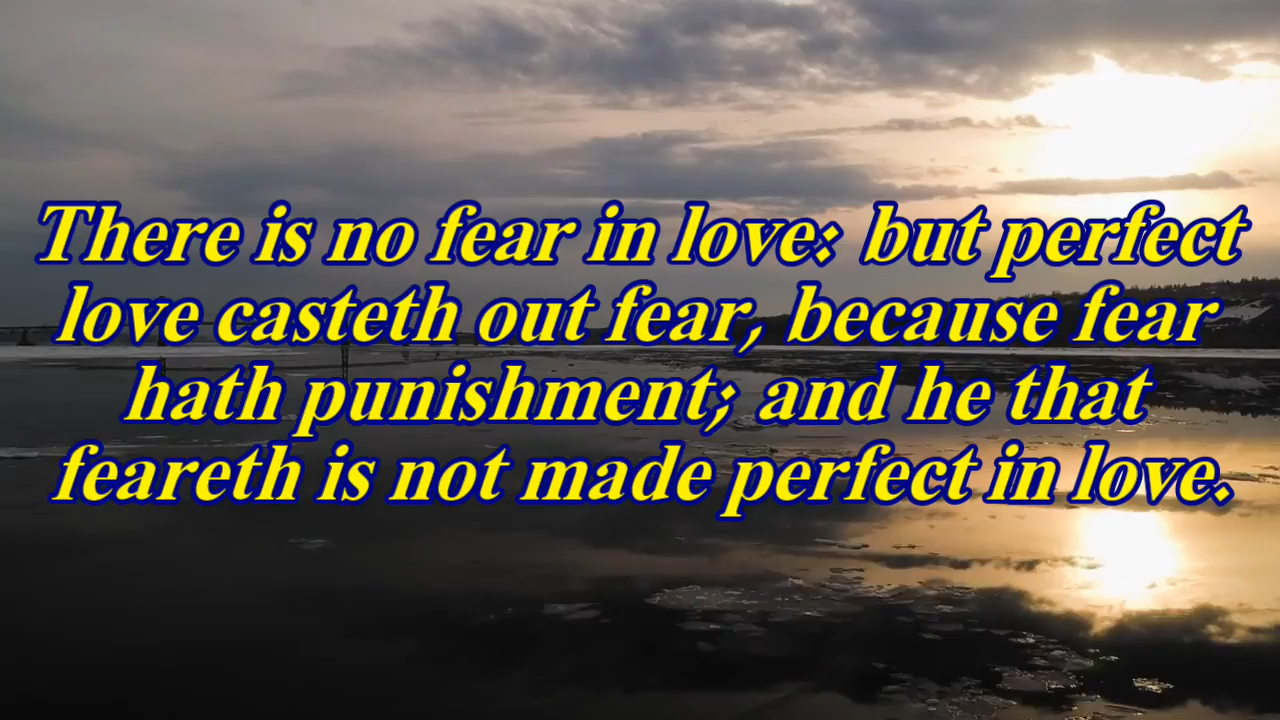 There is no fear in love: but perfect
love casteth out fear, because fear
hath punishment; and he that
feareth is not made perfect in love.